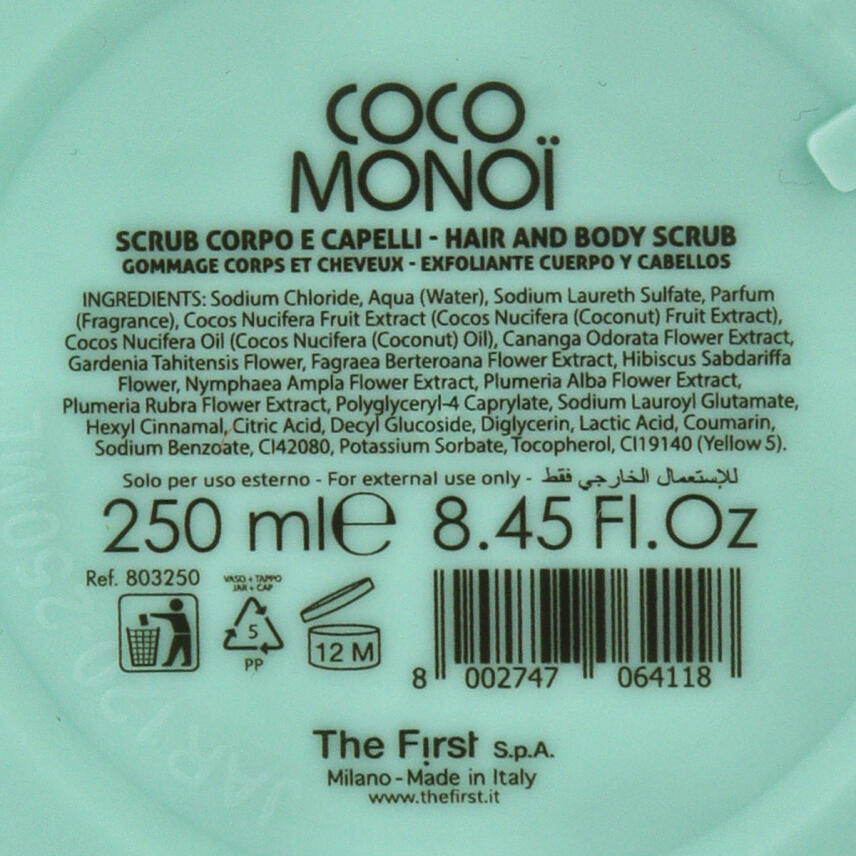 COCO
MONOÏ
SCRUB CORPO E CAPELLI - HAIR AND BODY SCRUB
GOMMAGE CORPS ET CHEVEUX - EXFOLIANTE CUERPO Y CABELLOS
INGREDIENTS: Sodium Chloride, Aqua (Water), Sodium Laureth Sulfate, Parfum
(Fragrance), Cocos Nucifera Fruit Extract (Cocos Nucifera (Coconut) Fruit Extract),
Cocos Nucifera Oil (Cocos Nucifera (Coconut) Oil), Cananga Odorata Flower Extract,
Gardenia Tahitensis Flower, Fagraea Berteroana Flower Extract, Hibiscus Sabdariffa
Flower, Nymphaea Ampla Flower Extract, Plumeria Alba Flower Extract,
Plumeria Rubra Flower Extract, Polyglyceryl-4 Caprylate, Sodium Lauroyl Glutamate,
Hexyl Cinnamal, Citric Acid, Decyl Glucoside, Diglycerin, Lactic Acid, Coumarin,
Sodium Benzoate, CI42080, Potassium Sorbate, Tocopherol, CI19140 (Yellow 5).
Solo per uso esterno - For external use only - للإستعمال الخارجي فقط
250 ml e 8.45 Fl.Oz
Ref. 803250
VASO + TAPPO
JAR + CAP
5
PP
12 M
8 002747 064118
The First S.p.A.
Milano - Made in Italy
www.thefirst.it
JAR120 250ML